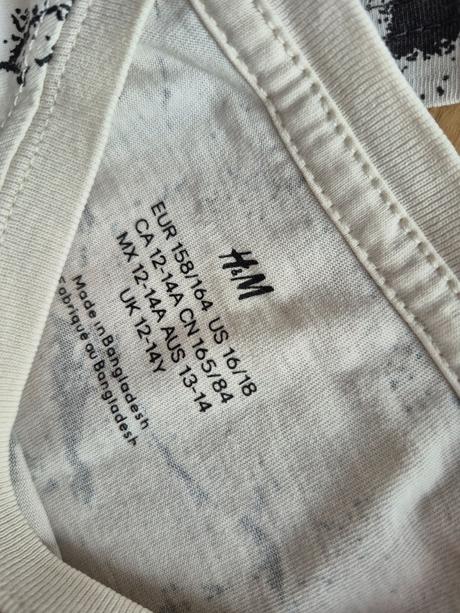 H&M
EUR 158/164 US 16/18
CA 12-14A CN 165/84
MX 12-14A AUS 13-14
UK 12-14Y
Made in Bangladesh
Fabriqué au Bangladesh